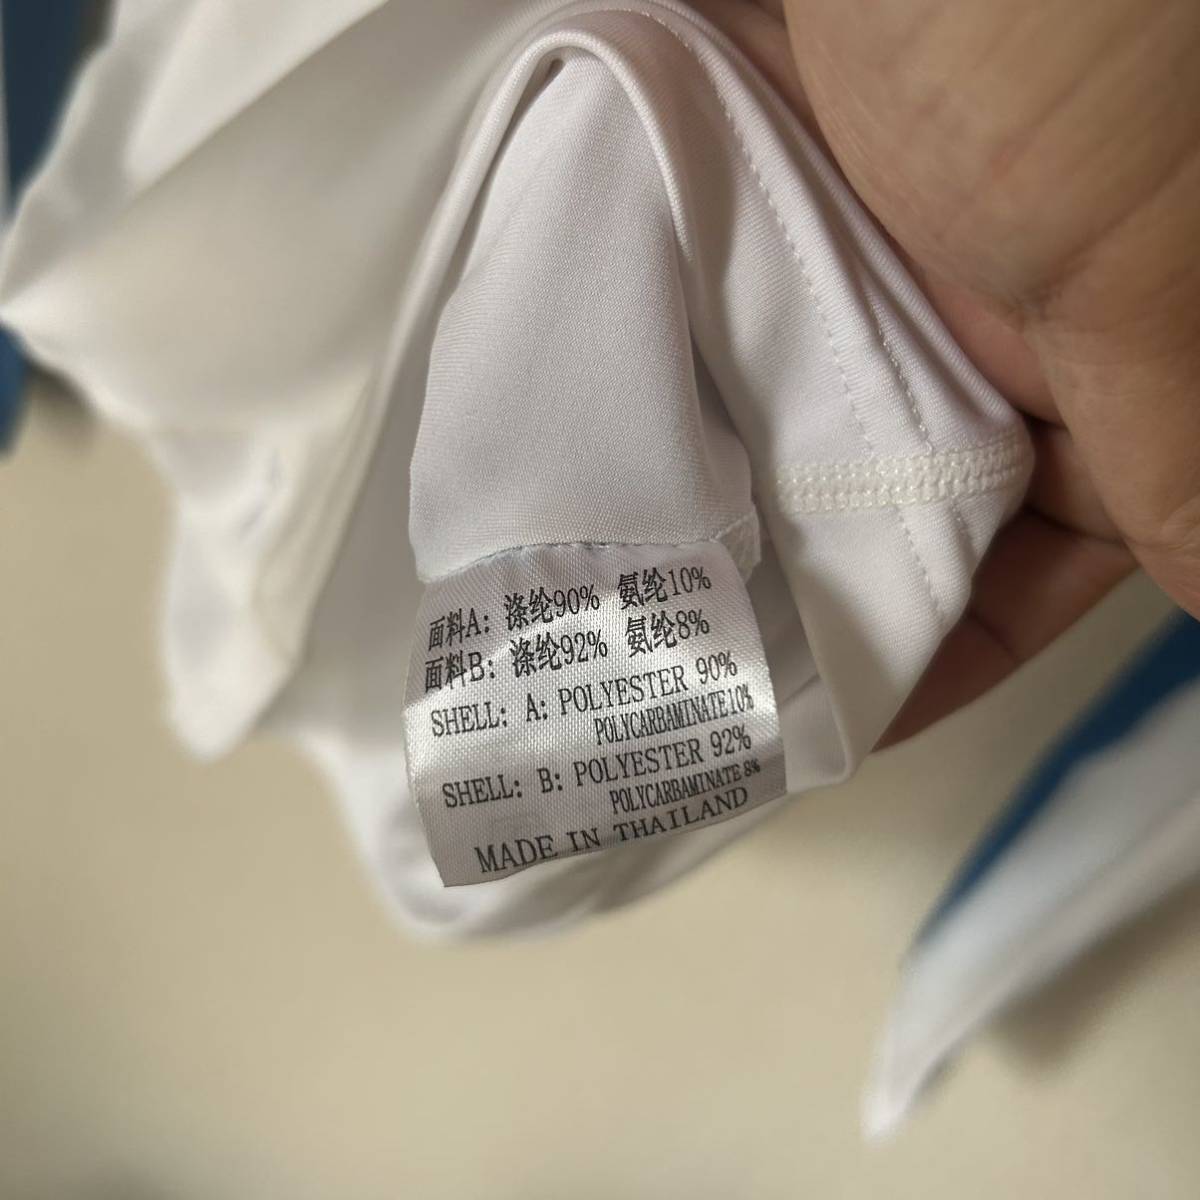 面料A: 涤纶90% 氨纶10%
面料B: 涤纶92% 氨纶8%
SHELL: A: POLYESTER 90%
POLYCARBAMINATE10%
SHELL: B: POLYESTER 92%
POLYCARBAMINATE 8%
MADE IN THAILAND